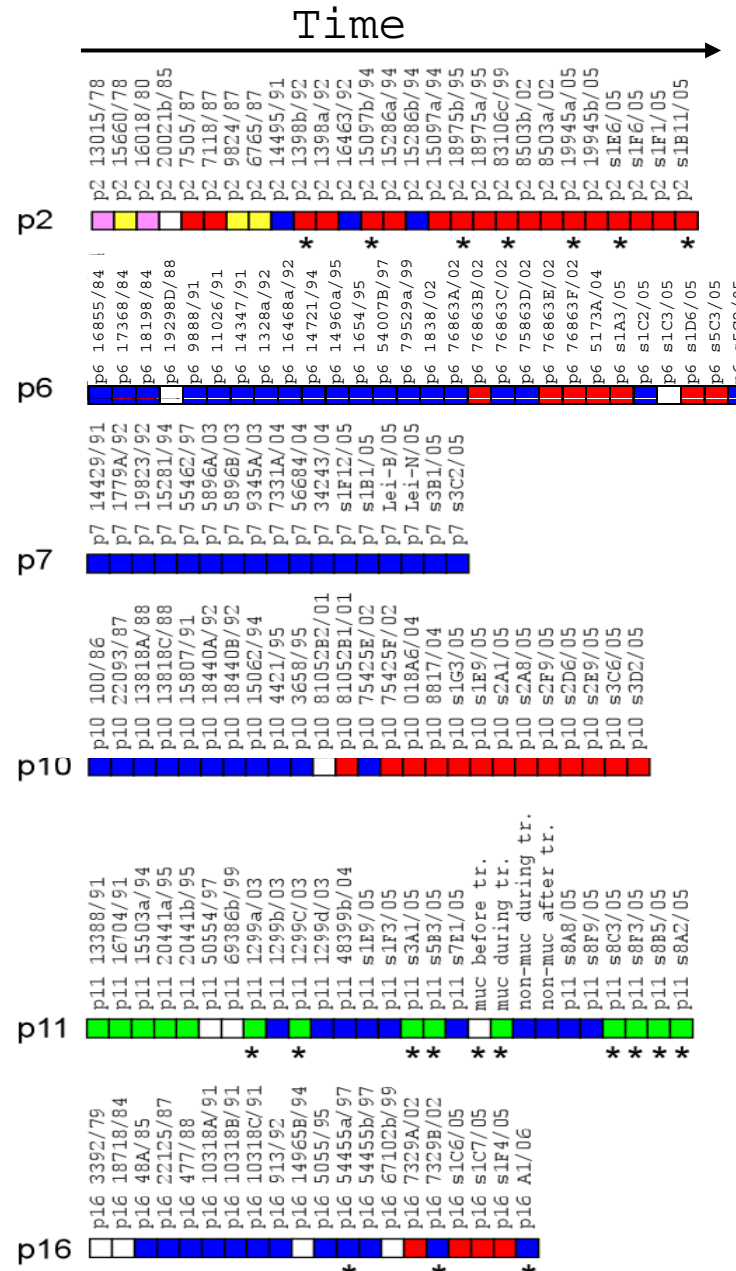 Time
p2 13015/78
p2 15660/78
p2 16018/80
p2 20021b/85
p2 7505/87
p2 7118/87
p2 9824/87
p2 6765/87
p2 14495/91
p2 1398b/92
p2 1398a/92
p2 16463/92
p2 15097b/94
p2 15286a/94
p2 15286b/94
p2 15097a/94
p2 18975b/95
p2 18975a/95
p2 83106c/99
p2 8503b/02
p2 8503a/02
p2 19945a/05
p2 19945b/05
p2 s1E6/05
p2 s1F6/05
p2 s1F1/05
p2 s1B11/05
p2
* * * * * * *
p6 16855/84
p6 17368/84
p6 18198/84
p6 19298D/88
p6 9888/91
p6 11026/91
p6 14347/91
p6 1328a/92
p6 16468a/92
p6 14721/94
p6 14960a/95
p6 1654/95
p6 54007B/97
p6 79529a/99
p6 1838/02
p6 76863A/02
p6 76863B/02
p6 76863C/02
p6 75863D/02
p6 76863E/02
p6 76863F/02
p6 5173A/04
p6 s1A3/05
p6 s1C2/05
p6 s1C3/05
p6 s1D6/05
p6 s5C3/05
p6
p7 14429/91
p7 1779A/92
p7 19823/92
p7 15281/94
p7 55462/97
p7 5896A/03
p7 5896B/03
p7 9345A/03
p7 7331A/04
p7 56684/04
p7 34243/04
p7 s1F12/05
p7 s1B1/05
p7 Lei-B/05
p7 Lei-N/05
p7 s3B1/05
p7 s3C2/05
p7
p10 100/86
p10 22093/87
p10 13818A/88
p10 13818C/88
p10 15807/91
p10 18440A/92
p10 18440B/92
p10 15062/94
p10 4421/95
p10 3658/95
p10 81052B2/01
p10 81052B1/01
p10 75425E/02
p10 75425F/02
p10 018A6/04
p10 8817/04
p10 s1G3/05
p10 s1E9/05
p10 s2A1/05
p10 s2A8/05
p10 s2F9/05
p10 s2D6/05
p10 s2E9/05
p10 s3C6/05
p10 s3D2/05
p10
p11 13388/91
p11 16704/91
p11 15503a/94
p11 20441a/95
p11 20441b/95
p11 50554/97
p11 69386b/99
p11 1299a/03
p11 1299b/03
p11 1299C/03
p11 1299d/03
p11 48399b/04
p11 s1E9/05
p11 s1F3/05
p11 s3A1/05
p11 s5B3/05
p11 s7E1/05
muc before tr.
muc during tr.
non-muc during tr.
non-muc after tr.
p11 s8A8/05
p11 s8F9/05
p11 s8C3/05
p11 s8F3/05
p11 s8B5/05
p11 s8A2/05
p11
* * * * * * * * * *
p16 3392/79
p16 18718/84
p16 48A/85
p16 22125/87
p16 477/88
p16 10318A/91
p16 10318B/91
p16 10318C/91
p16 913/92
p16 14965B/94
p16 5055/95
p16 54455a/97
p16 54455b/97
p16 67102b/99
p16 7329A/02
p16 7329B/02
p16 s1C6/05
p16 s1C7/05
p16 s1F4/05
p16 A1/06
p16
* * *